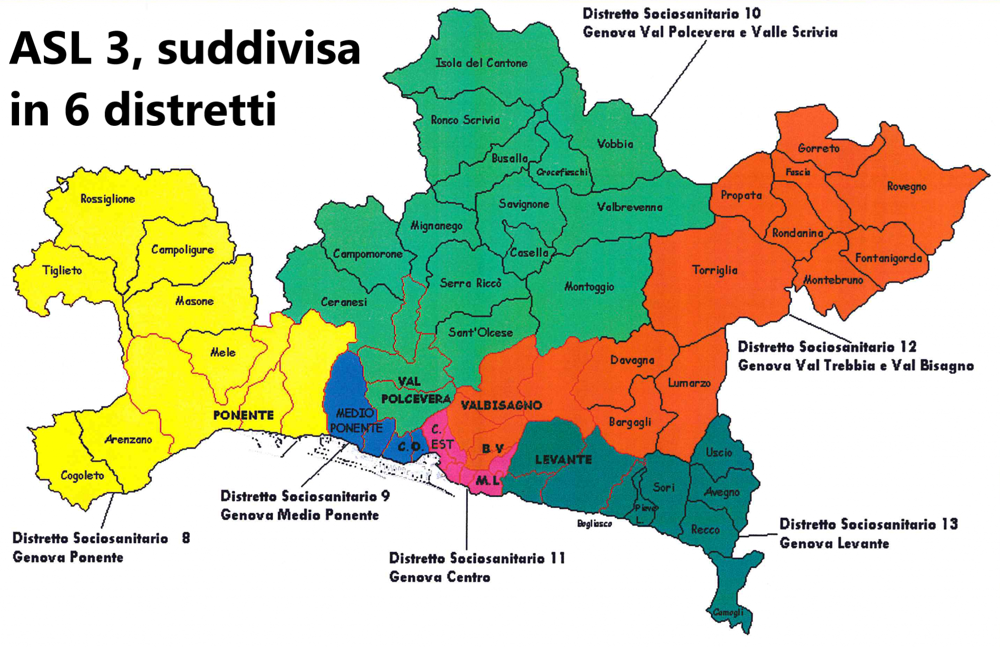 ASL 3, suddivisa
in 6 distretti
Distretto Sociosanitario 10
Genova Val Polcevera e Valle Scrivia
Isola del Cantone
Ronco Scrivia
Vobbia
Busalla
Crocefieschi
Gorreto
Fascia
Rovegno
Propata
Rossiglione
Savignone
Valbrevenna
Mignanego
Rondanina
Campoligure
Campomorone
Casella
Fontanigorda
Tiglieto
Torriglia
Montebruno
Serra Riccò
Montoggio
Masone
Ceranesi
Sant'Olcese
Mele
Davagna
Distretto Sociosanitario 12
Genova Val Trebbia e Val Bisagno
Lumarzo
VAL
POLCEVERA
VALBISAGNO
PONENTE
MEDIO
PONENTE
Bargagli
C.
EST
C.O.
B V
Arenzano
LEVANTE
Uscio
Cogoleto
M.L
Sori
Avegno
Distretto Sociosanitario 9
Genova Medio Ponente
Pieve
L.
Bogliasco
Recco
Distretto Sociosanitario 13
Genova Levante
Distretto Sociosanitario 8
Genova Ponente
Distretto Sociosanitario 11
Genova Centro
Camogli